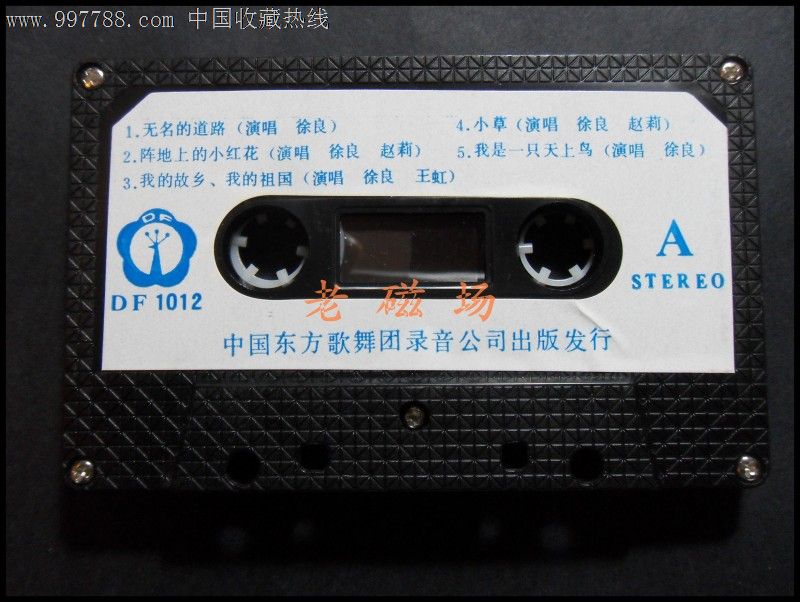 www.997788.com 中国收藏热线
1.无名的道路（演唱 徐良）
2.阵地上的小红花（演唱 徐良 赵莉）
3.我的故乡、我的祖国（演唱 徐良 王虹）
4.小草（演唱 徐良 赵莉）
5.我是一只天上鸟（演唱 徐良）
DF
DF 1012
A
STEREO
老磁场
中国东方歌舞团录音公司出版发行